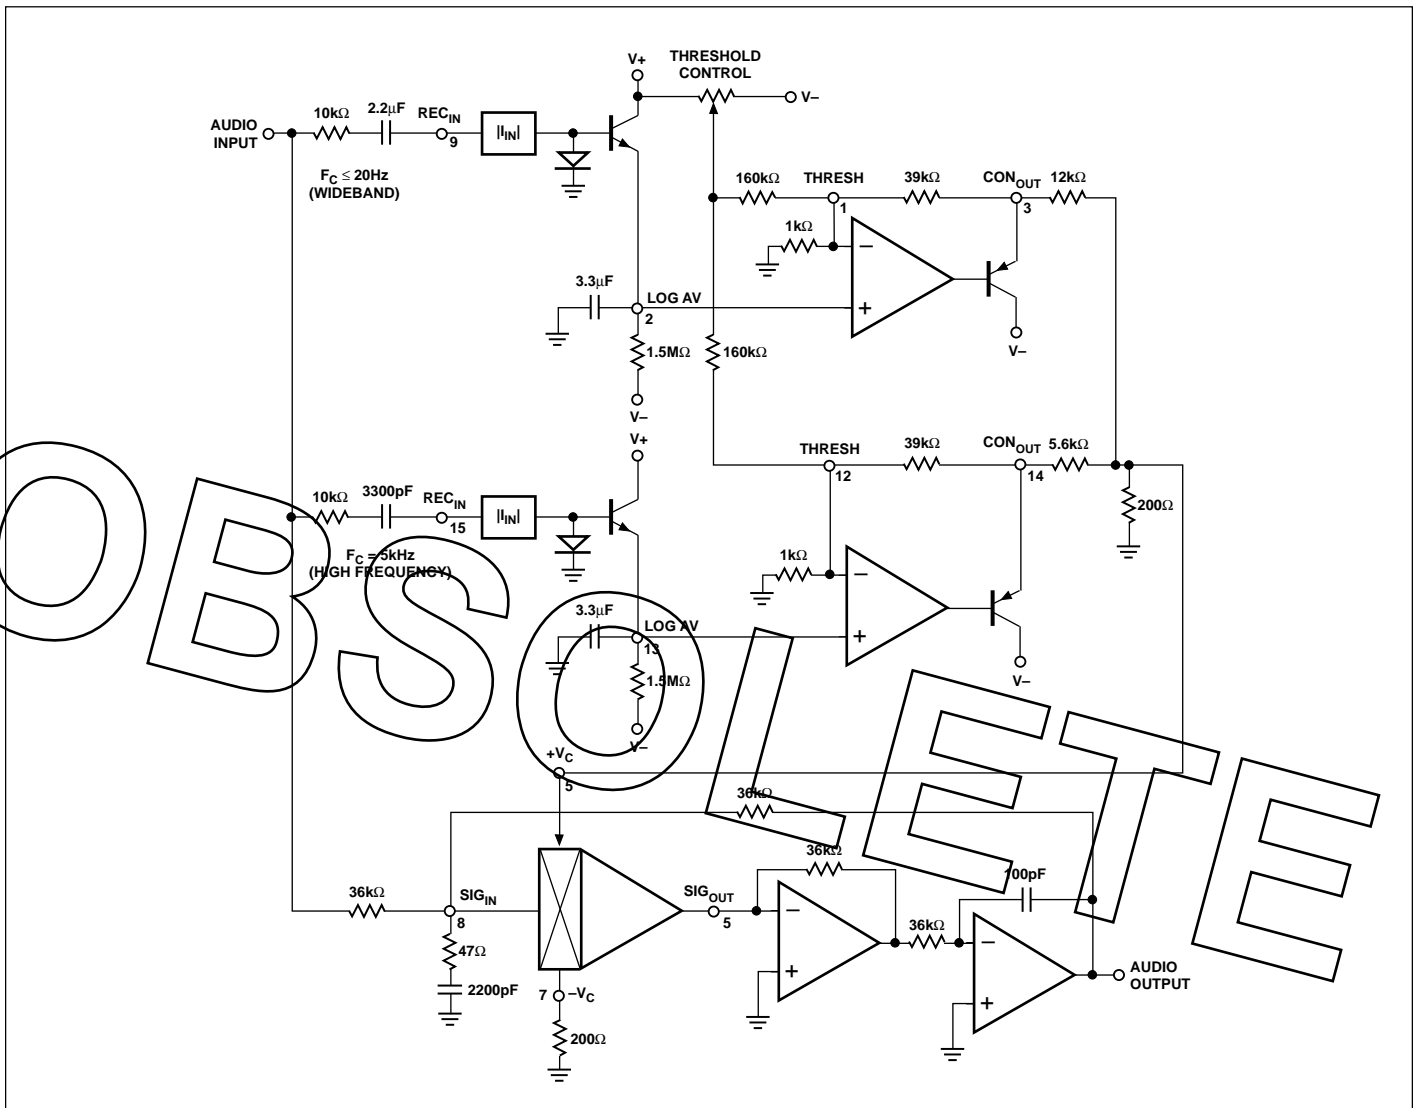 THRESHOLD
CONTROL
V+
V–
10kΩ
2.2μF
REC_IN
9
|I_IN|
AUDIO
INPUT
F_C ≤ 20Hz
(WIDEBAND)
160kΩ
THRESH
1
39kΩ
CON_OUT
3
12kΩ
1kΩ
–
+
V–
3.3μF
LOG AV
2
1.5MΩ
160kΩ
V–
V+
THRESH
12
39kΩ
CON_OUT
14
5.6kΩ
200Ω
10kΩ
3300pF
REC_IN
15
|I_IN|
F_C = 5kHz
(HIGH FREQUENCY)
1kΩ
–
+
V–
3.3μF
LOG AV
13
1.5MΩ
V–
OBSOLETE
+V_C
5
36kΩ
36kΩ
100pF
36kΩ
SIG_IN
8
SIG_OUT
5
–
+
36kΩ
–
+
AUDIO
OUTPUT
47Ω
2200pF
7
–V_C
200Ω